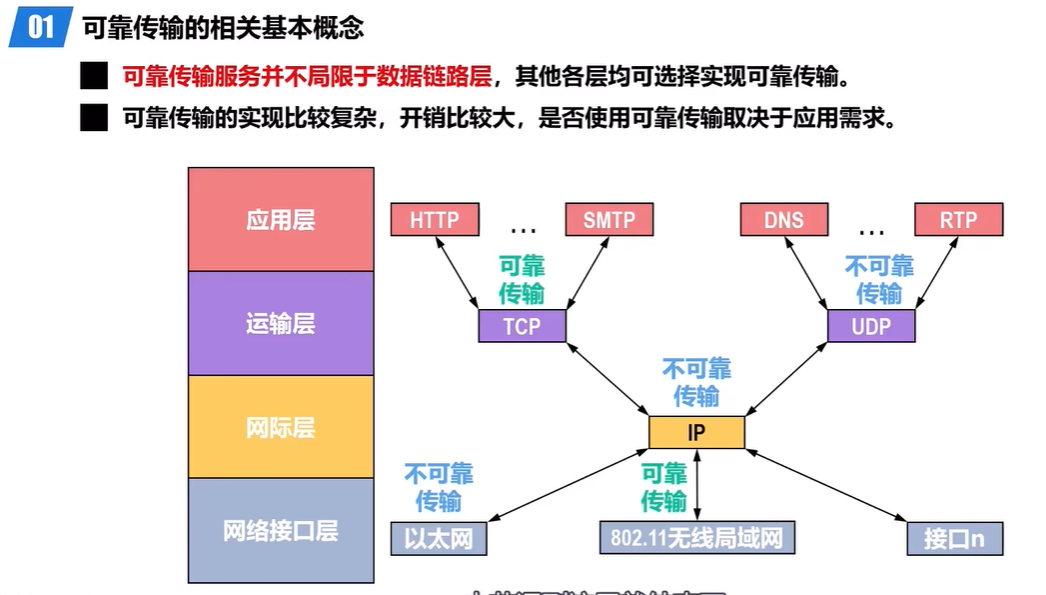 01 可靠传输的相关基本概念
可靠传输服务并不局限于数据链路层，其他各层均可选择实现可靠传输。
可靠传输的实现比较复杂，开销比较大，是否使用可靠传输取决于应用需求。
应用层
HTTP ... SMTP DNS ... RTP
可靠
传输
不可靠
传输
运输层
TCP UDP
不可靠
传输
网际层
IP
不可靠
传输
可靠
传输
网络接口层
以太网 802.11无线局域网 接口n